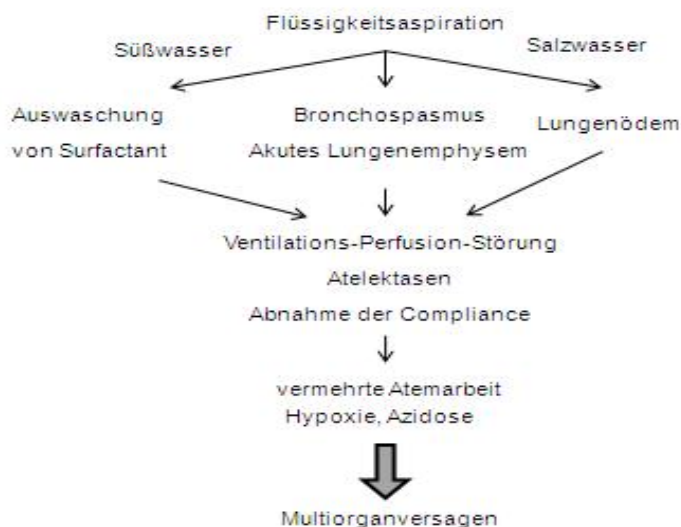 Flüssigkeitsaspiration
Süßwasser
Salzwasser
Auswaschung
von Surfactant
Bronchospasmus
Akutes Lungenemphysem
Lungenödem
Ventilations-Perfusion-Störung
Atelektasen
Abnahme der Compliance
vermehrte Atemarbeit
Hypoxie, Azidose
Multiorganversagen